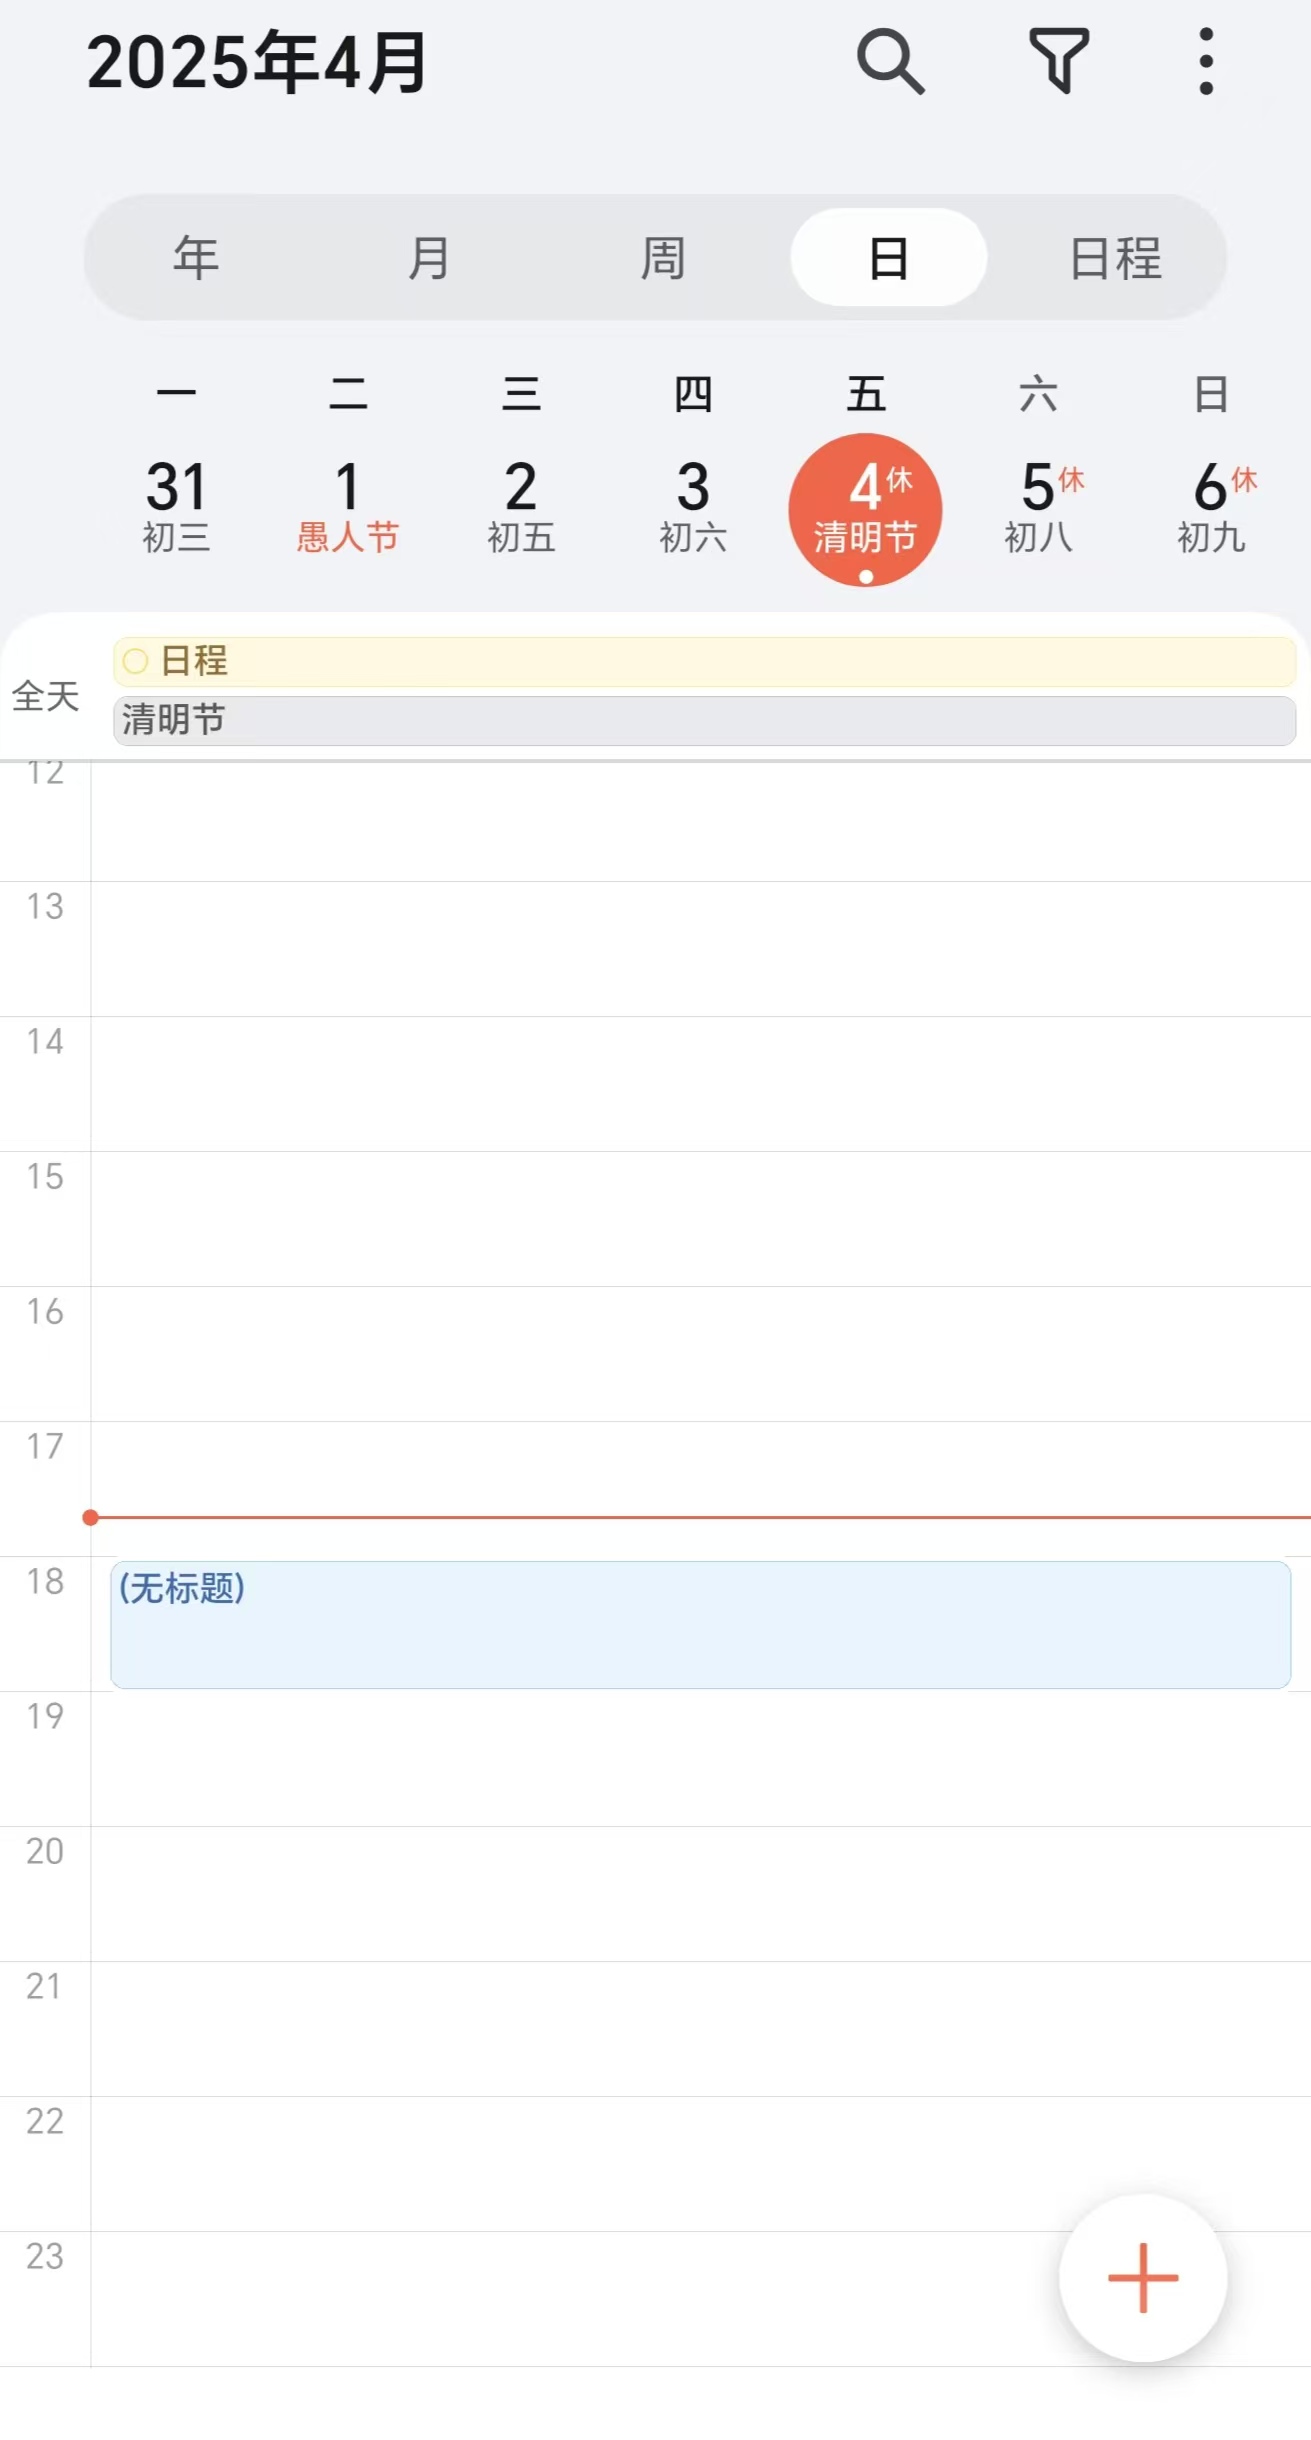 2025年4月
年 月 周 日 日程
一 二 三 四 五 六 日
31 1 2 3 4休 5休 6休
初三 愚人节 初五 初六 清明节 初八 初九
全天
日程
清明节
12
13
14
15
16
17
18 (无标题)
19
20
21
22
23